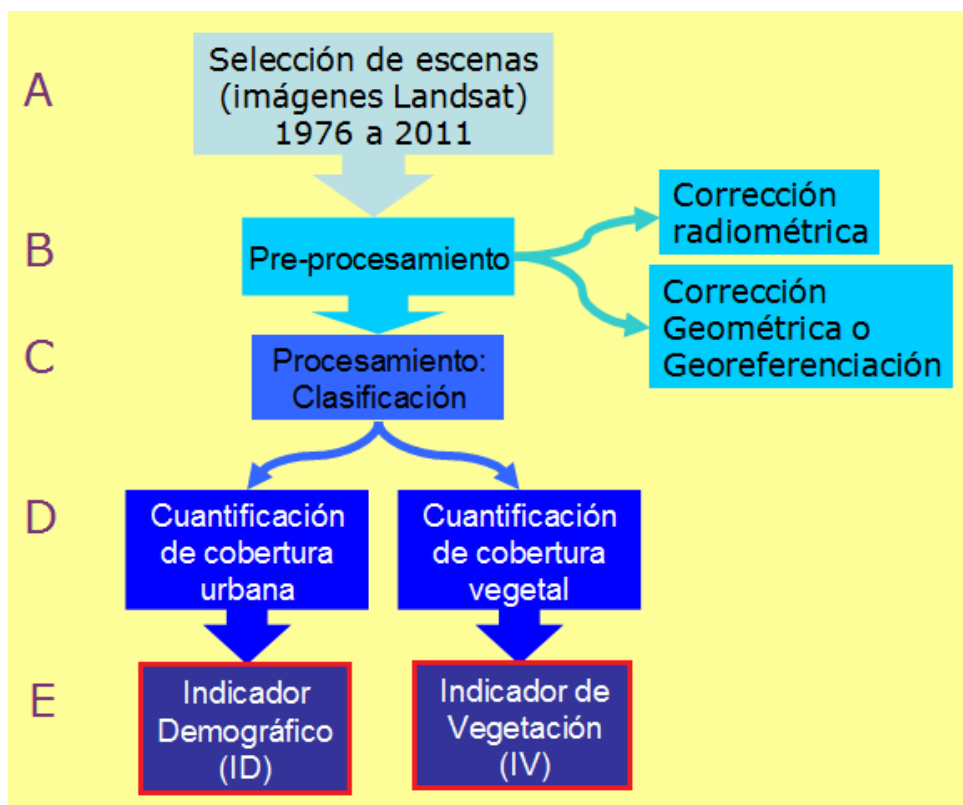 A
Selección de escenas
(imágenes Landsat)
1976 a 2011
B
Pre-procesamiento
Corrección
radiométrica
Corrección
Geométrica o
Georeferenciación
C
Procesamiento:
Clasificación
D
Cuantificación
de cobertura
urbana
Cuantificación
de cobertura
vegetal
E
Indicador
Demográfico
(ID)
Indicador de
Vegetación
(IV)